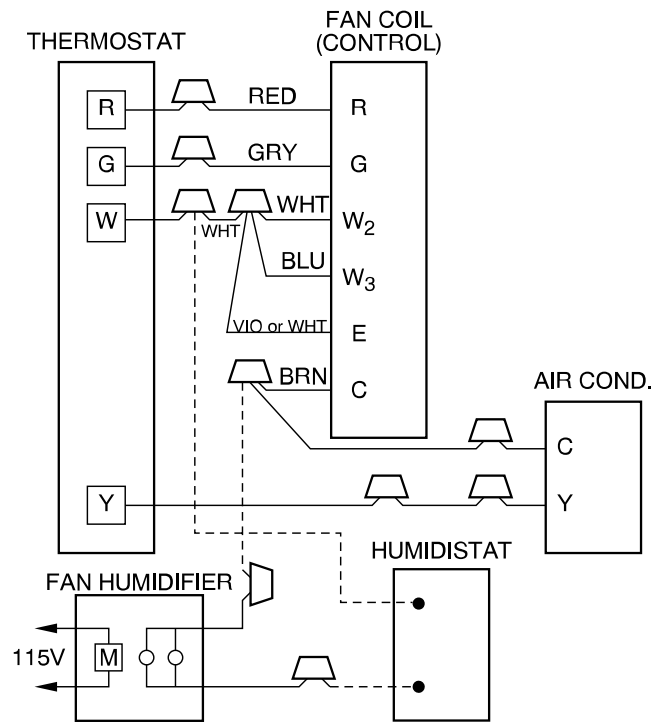 FAN COIL
(CONTROL)
THERMOSTAT
R
RED
R
G
GRY
G
W
WHT
WHT
W2
BLU
W3
VIO or WHT
E
BRN
C
AIR COND.
C
Y
Y
HUMIDISTAT
FAN HUMIDIFIER
115V
M